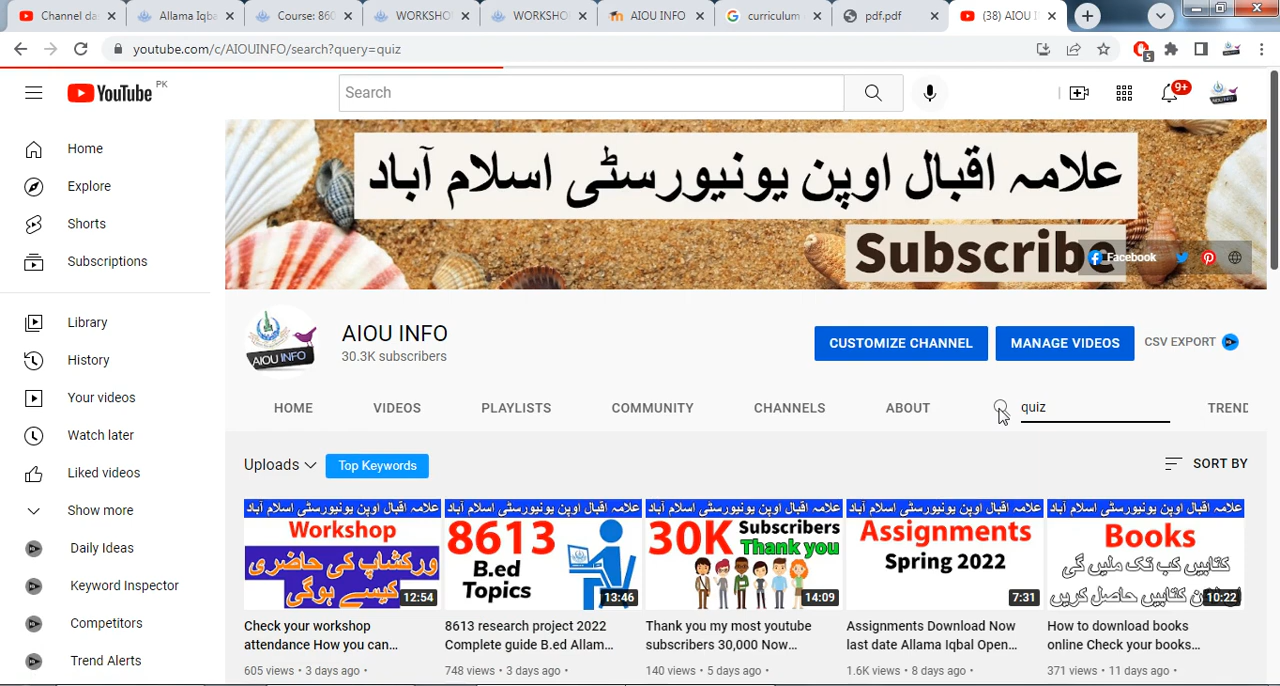 Channel da
Allama Iqba
Course: 860
WORKSHO
WORKSHO
AIOU INFO
curriculum
pdf.pdf
(38) AIOU I
youtube.com/c/AIOUINFO/search?query=quiz
5
YouTube PK
Search
9+
Home
Explore
Shorts
Subscriptions
Library
History
Your videos
Watch later
Liked videos
Show more
Daily Ideas
Keyword Inspector
Competitors
Trend Alerts
علامہ اقبال اوپن یونیورسٹی اسلام آباد
Subscribe
Facebook
AIOU INFO
AIOU INFO
30.3K subscribers
CUSTOMIZE CHANNEL
MANAGE VIDEOS
CSV EXPORT
HOME
VIDEOS
PLAYLISTS
COMMUNITY
CHANNELS
ABOUT
quiz
TREND
Uploads
Top Keywords
SORT BY
علامہ اقبال اوپن یونیورسٹی اسلام آباد
Workshop
ورکشاپ کی حاضری
کیسے ہوگی
12:54
Check your workshop
attendance How you can...
605 views • 3 days ago •
علامہ اقبال اوپن یونیورسٹی اسلام آباد
8613
B.ed
Topics
13:46
8613 research project 2022
Complete guide B.ed Allam...
748 views • 3 days ago •
علامہ اقبال اوپن یونیورسٹی اسلام آباد
30K Subscribers
Thank you
14:09
Thank you my most youtube
subscribers 30,000 Now...
140 views • 5 days ago •
علامہ اقبال اوپن یونیورسٹی اسلام آباد
Assignments
Spring 2022
7:31
Assignments Download Now
last date Allama Iqbal Open...
1.6K views • 8 days ago •
علامہ اقبال اوپن یونیورسٹی اسلام آباد
Books
کتابیں کب تک ملیں گی
کتابیں حاصل کریں
10:22
How to download books
online Check your books...
371 views • 11 days ago •